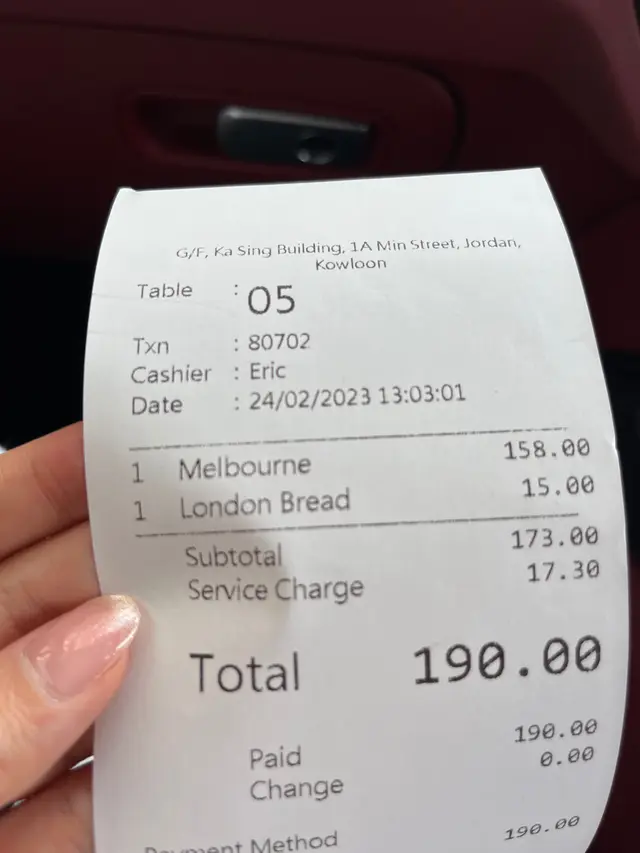 G/F, Ka Sing Building, 1A Min Street, Jordan,
Kowloon
Table : 05
Txn : 80702
Cashier : Eric
Date : 24/02/2023 13:03:01
1 Melbourne 158.00
1 London Bread 15.00
Subtotal 173.00
Service Charge 17.30
Total 190.00
Paid 190.00
Change 0.00
Payment Method 190.00